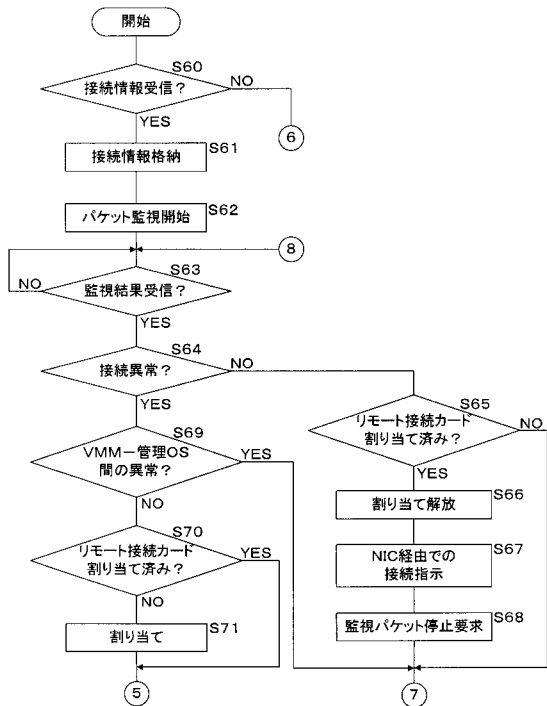 開始
S60
接続情報受信？
NO
YES
6
S61
接続情報格納
S62
パケット監視開始
8
S63
NO
監視結果受信？
YES
S64
接続異常？
NO
YES
S65
リモート接続カード
割り当て済み？
NO
YES
S69
VMM－管理OS
間の異常？
YES
NO
S66
割り当て解放
S67
NIC経由での
接続指示
S70
リモート接続カード
割り当て済み？
YES
NO
S68
監視パケット停止要求
S71
割り当て
5
7